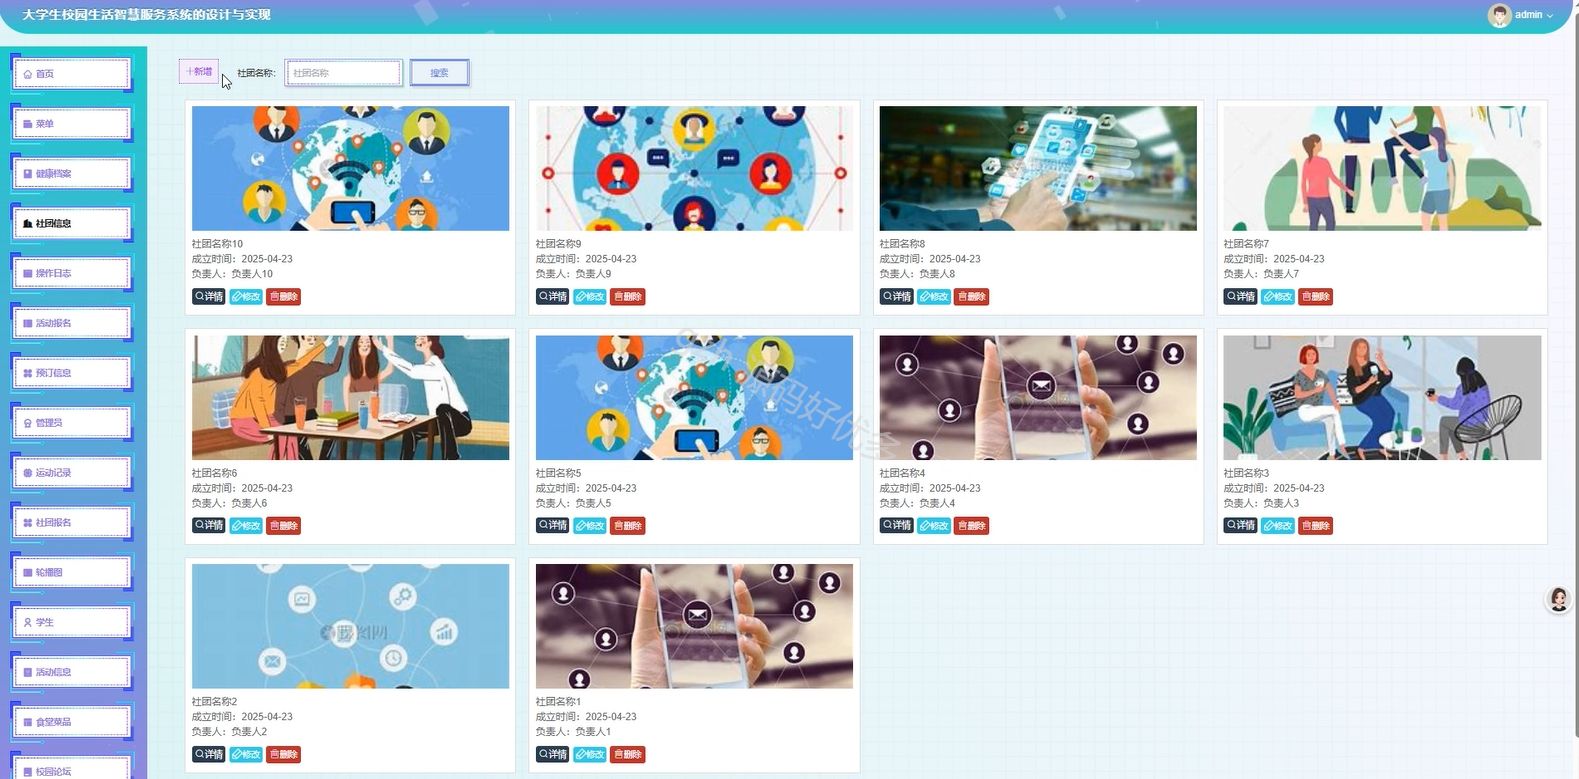 大学生校园生活智慧服务系统的设计与实现
admin
首页
菜单
健康档案
社团信息
操作日志
活动报名
预订信息
管理员
运动记录
社团报名
轮播图
学生
活动信息
食堂菜品
校园论坛
+新增
社团名称：
社团名称
搜索
社团名称10
成立时间：2025-04-23
负责人：负责人10
详情 修改 删除
社团名称9
成立时间：2025-04-23
负责人：负责人9
详情 修改 删除
社团名称8
成立时间：2025-04-23
负责人：负责人8
详情 修改 删除
社团名称7
成立时间：2025-04-23
负责人：负责人7
详情 修改 删除
社团名称6
成立时间：2025-04-23
负责人：负责人6
详情 修改 删除
社团名称5
成立时间：2025-04-23
负责人：负责人5
详情 修改 删除
社团名称4
成立时间：2025-04-23
负责人：负责人4
详情 修改 删除
社团名称3
成立时间：2025-04-23
负责人：负责人3
详情 修改 删除
社团名称2
成立时间：2025-04-23
负责人：负责人2
详情 修改 删除
社团名称1
成立时间：2025-04-23
负责人：负责人1
详情 修改 删除